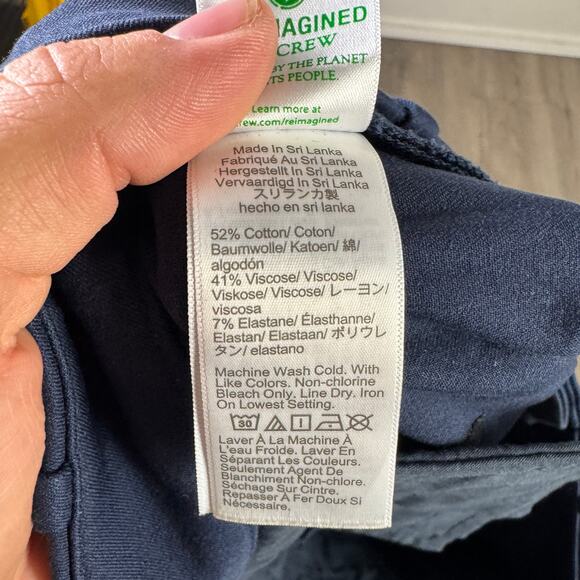 IMAGINED
CREW
BY THE PLANET
ITS PEOPLE.
Learn more at
rew.com/reimagined
Made In Sri Lanka
Fabriqué Au Sri Lanka
Hergestellt In Sri Lanka
Vervaardigd In Sri Lanka
スリランカ製
hecho en sri lanka
52% Cotton/ Coton/
Baumwolle/ Katoen/ 綿/
algodón
41% Viscose/ Viscose/
Viskose/ Viscose/ レーヨン/
viscosa
7% Elastane/ Élasthanne/
Elastan/ Elastaan/ ポリウレ
タン/ elastano
Machine Wash Cold. With
Like Colors. Non-chlorine
Bleach Only. Line Dry. Iron
On Lowest Setting.
30
Laver À La Machine À
L'eau Froide. Laver En
Séparant Les Couleurs.
Seulement Agent De
Blanchiment Non-chlore.
Séchage Sur Cintre.
Repasser À Fer Doux Si
Nécessaire.